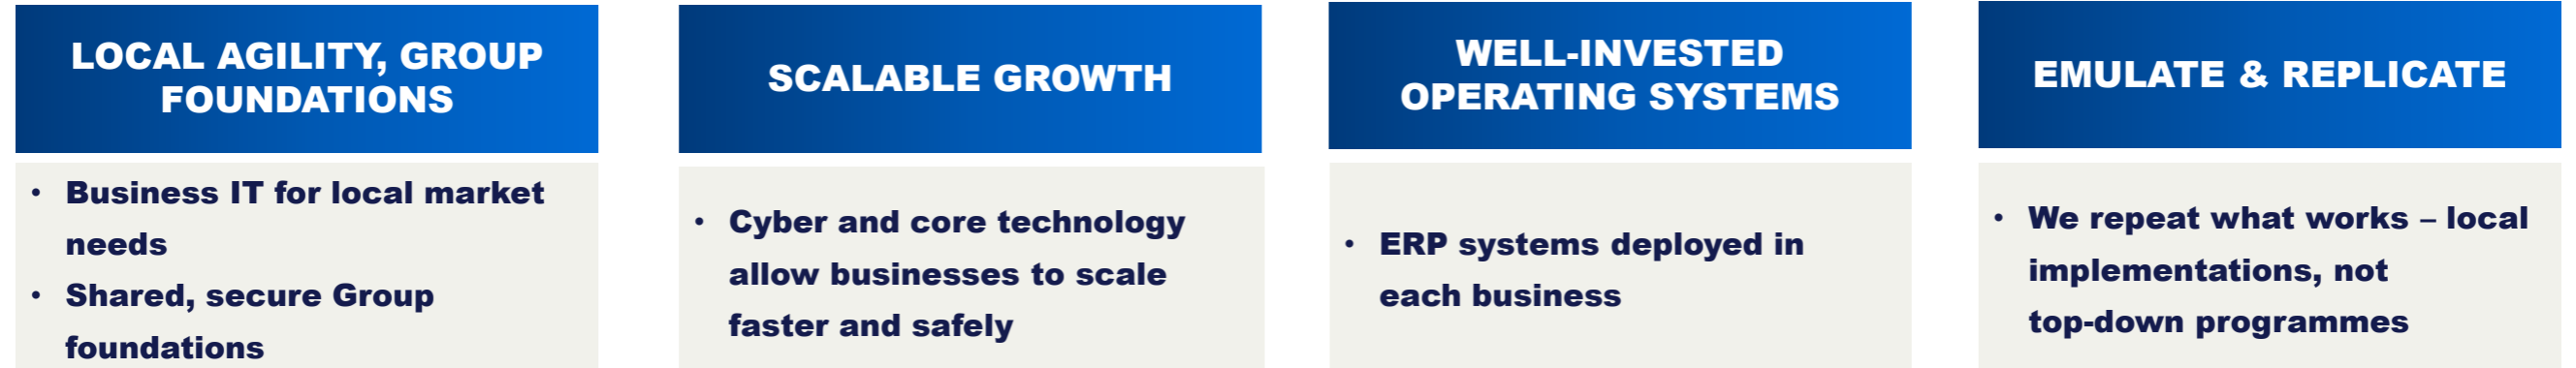 LOCAL AGILITY, GROUP
FOUNDATIONS
• Business IT for local market
needs
• Shared, secure Group
foundations
SCALABLE GROWTH
• Cyber and core technology
allow businesses to scale
faster and safely
WELL-INVESTED
OPERATING SYSTEMS
• ERP systems deployed in
each business
EMULATE & REPLICATE
• We repeat what works – local
implementations, not
top-down programmes